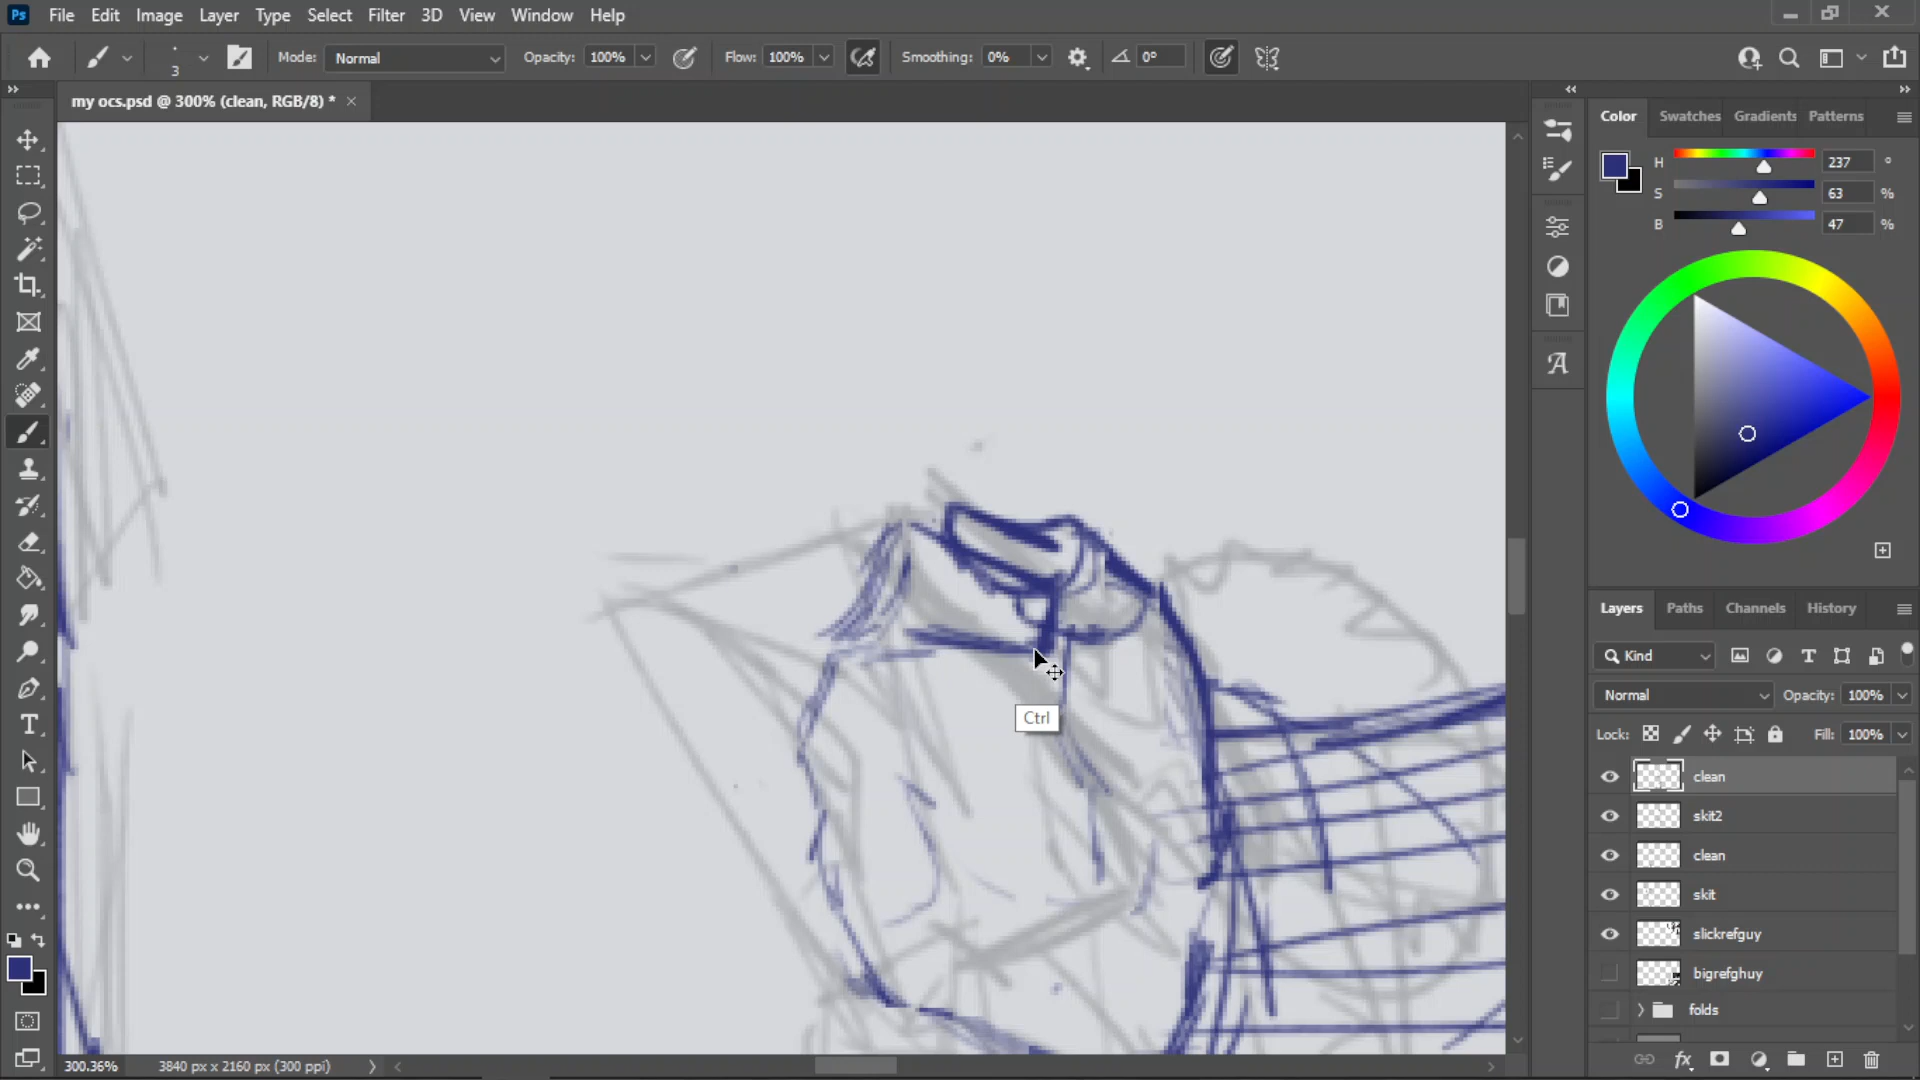 Ps File Edit Image Layer Type Select Filter 3D View Window Help
3 Mode: Normal Opacity: 100% Flow: 100% Smoothing: 0% 0°
my ocs.psd @ 300% (clean, RGB/8) *
Color Swatches Gradients Patterns
H 237 °
S 63 %
B 47 %
Ctrl
Layers Paths Channels History
Kind
Normal Opacity: 100%
Lock: Fill: 100%
clean
skit2
clean
skit
slickrefguy
bigrefghuy
folds
300.36% 3840 px x 2160 px (300 ppi)